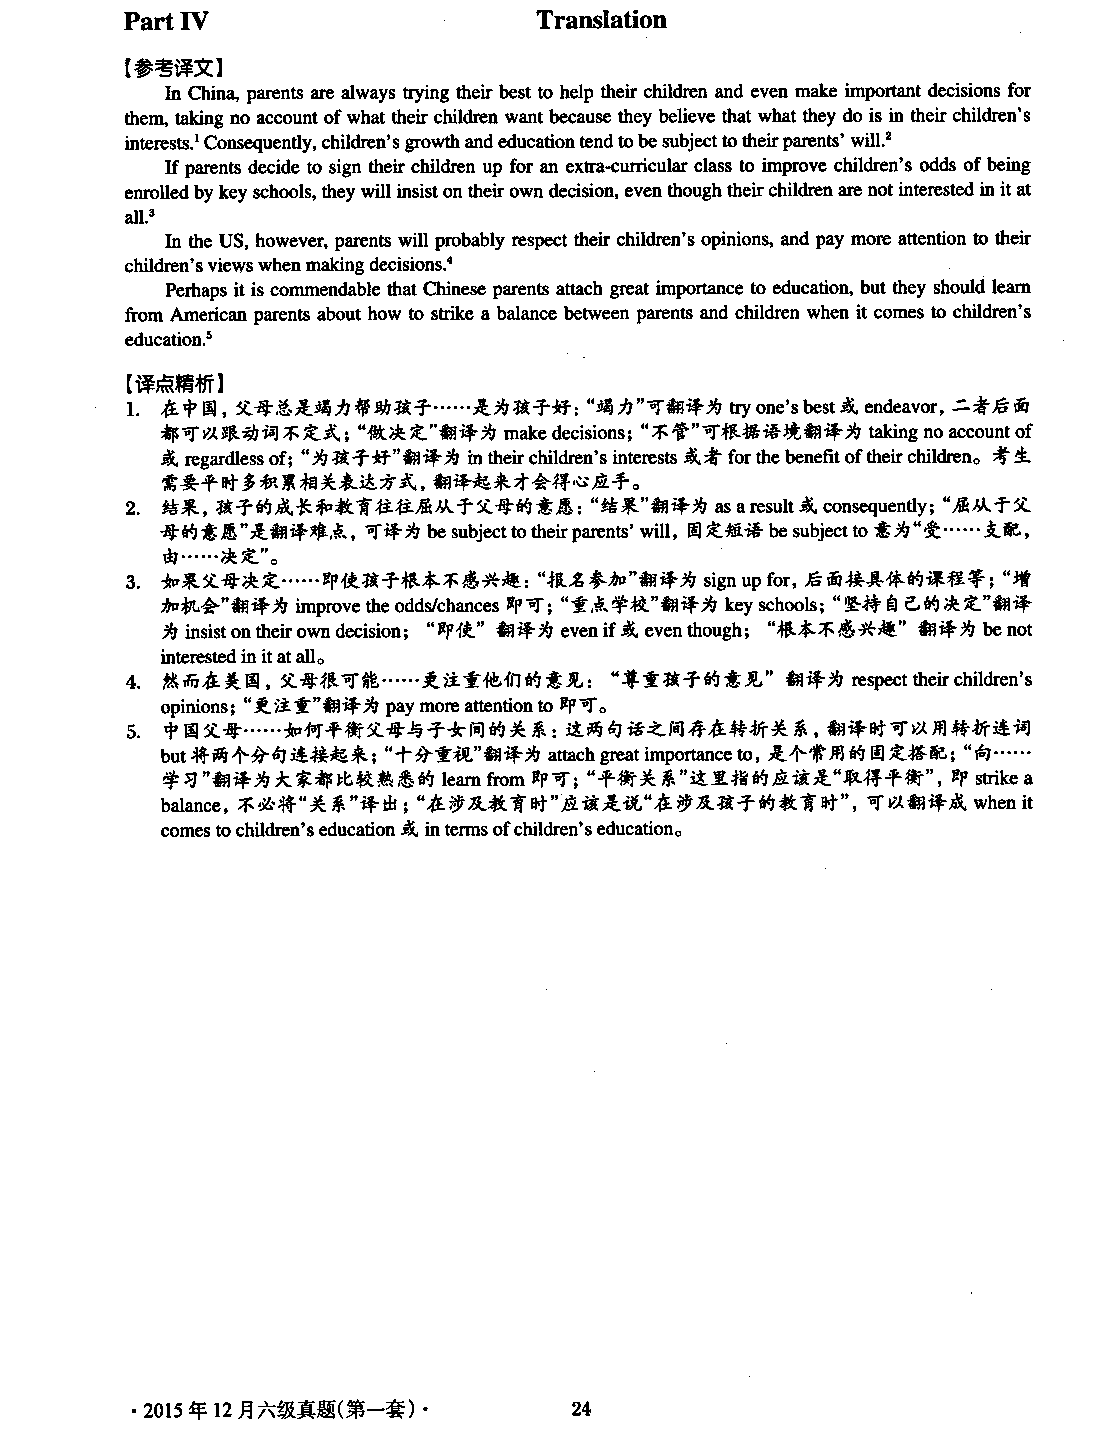 Part IV Translation
【参考译文】
In China, parents are always trying their best to help their children and even make important decisions for
them, taking no account of what their children want because they believe that what they do is in their children's
interests.¹ Consequently, children's growth and education tend to be subject to their parents' will.²
If parents decide to sign their children up for an extra-curricular class to improve children's odds of being
enrolled by key schools, they will insist on their own decision, even though their children are not interested in it at
all.³
In the US, however, parents will probably respect their children's opinions, and pay more attention to their
children's views when making decisions.⁴
Perhaps it is commendable that Chinese parents attach great importance to education, but they should learn
from American parents about how to strike a balance between parents and children when it comes to children's
education.⁵
【译点精析】
1. 在中国，父母总是竭力帮助孩子……是为孩子好：“竭力”可翻译为 try one's best 或 endeavor，二者后面
都可以跟动词不定式；“做决定”翻译为 make decisions；“不管”可根据语境翻译为 taking no account of
或 regardless of；“为孩子好”翻译为 in their children's interests 或者 for the benefit of their children。考生
需要平时多积累相关表达方式，翻译起来才会得心应手。
2. 结果，孩子的成长和教育往往屈从于父母的意愿：“结果”翻译为 as a result 或 consequently；“屈从于父
母的意愿”是翻译难点，可译为 be subject to their parents' will，固定短语 be subject to 意为“受……支配，
由……决定”。
3. 如果父母决定……即使孩子根本不感兴趣：“报名参加”翻译为 sign up for，后面接具体的课程等；“增
加机会”翻译为 improve the odds/chances 即可；“重点学校”翻译为 key schools；“坚持自己的决定”翻译
为 insist on their own decision；“即使”翻译为 even if 或 even though；“根本不感兴趣”翻译为 be not
interested in it at all。
4. 然而在美国，父母很可能……更注重他们的意见：“尊重孩子的意见”翻译为 respect their children's
opinions；“更注重”翻译为 pay more attention to 即可。
5. 中国父母……如何平衡父母与子女间的关系：这两句话之间存在转折关系，翻译时可以用转折连词
but 将两个分句连接起来；“十分重视”翻译为 attach great importance to，是个常用的固定搭配；“向……
学习”翻译为大家都比较熟悉的 learn from 即可；“平衡关系”这里指的应该是“取得平衡”，即 strike a
balance，不必将“关系”译出；“在涉及教育时”应该是说“在涉及孩子的教育时”，可以翻译成 when it
comes to children's education 或 in terms of children's education。
·2015年12月六级真题(第一套)· 24